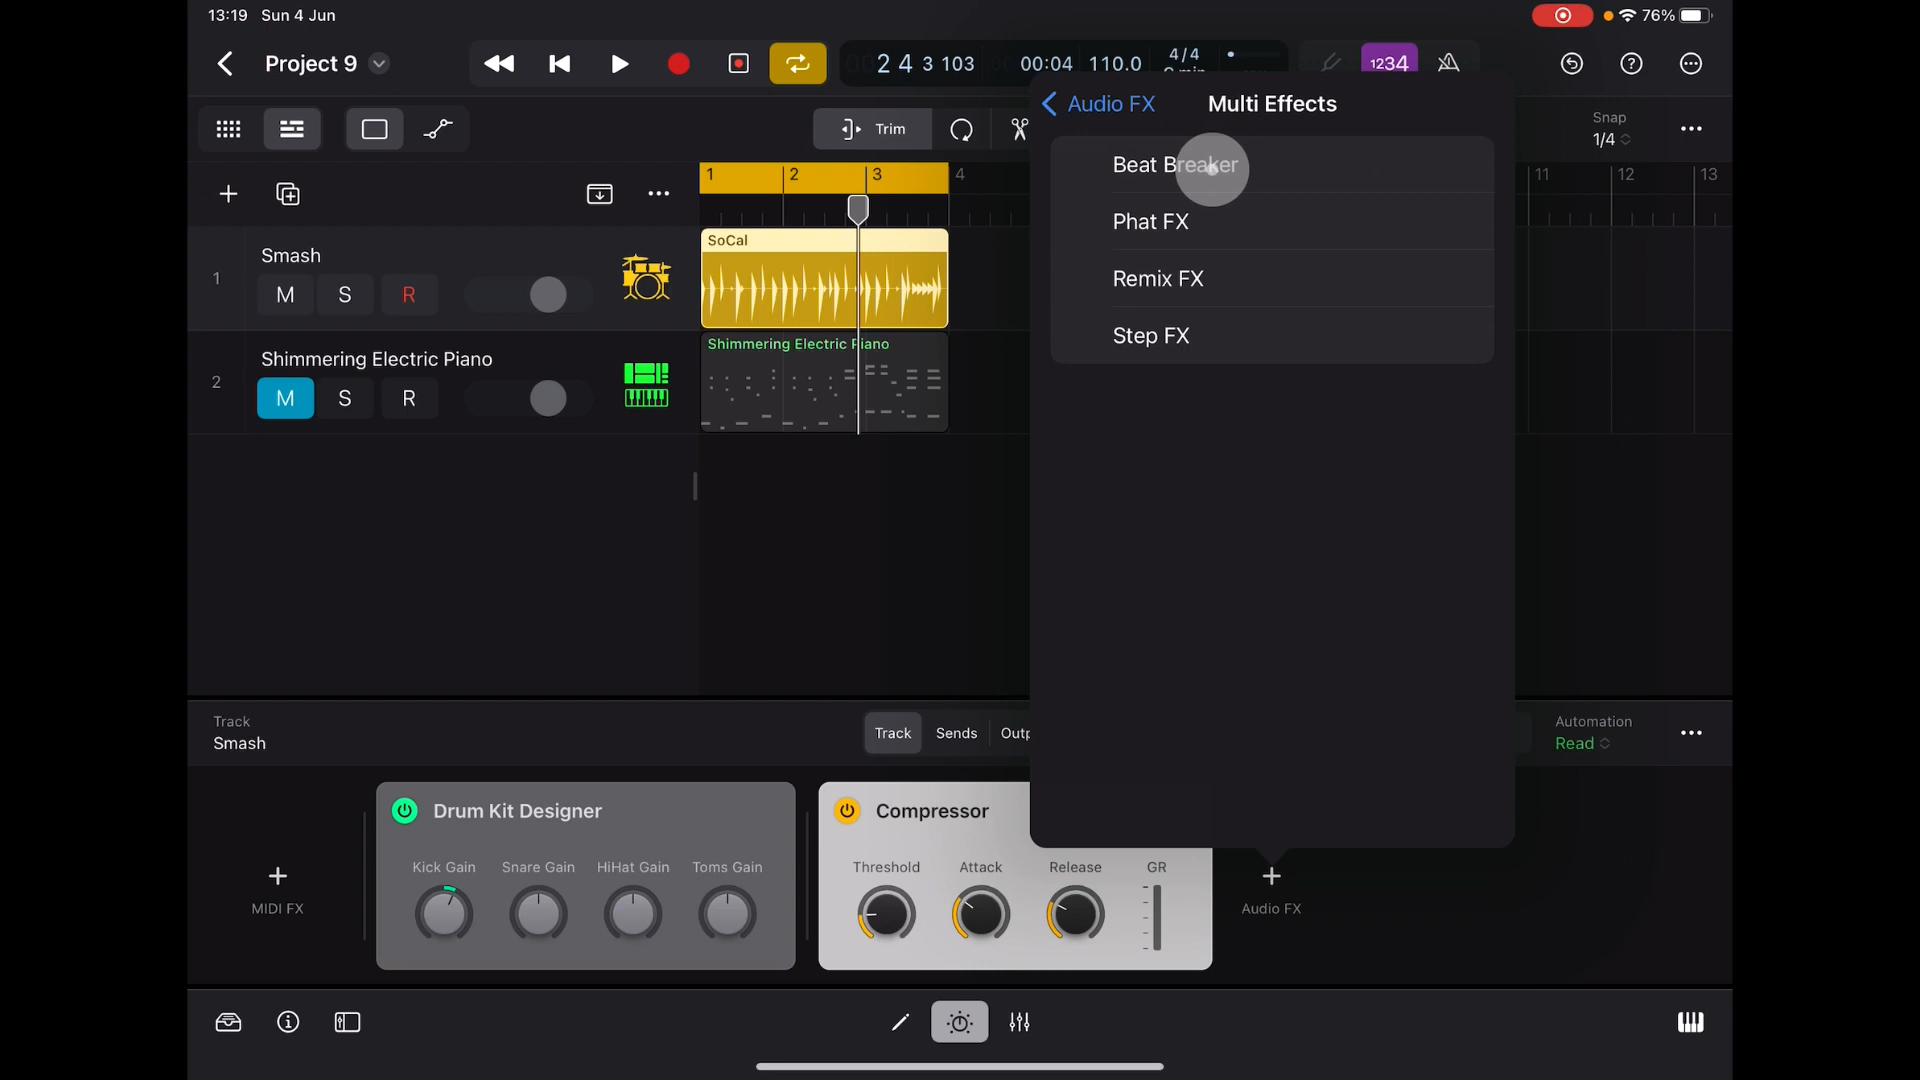 13:19 Sun 4 Jun
76%
Project 9
2 4 3 103
00:04
110.0
4/4
1234
Audio FX
Multi Effects
Beat Breaker
Phat FX
Remix FX
Step FX
Trim
Snap
1/4
1 2 3 4 11 12 13
1
Smash
M S R
SoCal
2
Shimmering Electric Piano
M S R
Shimmering Electric Piano
Track
Smash
Track Sends Outp
Automation
Read
Drum Kit Designer
Kick Gain Snare Gain HiHat Gain Toms Gain
Compressor
Threshold Attack Release GR
MIDI FX
Audio FX